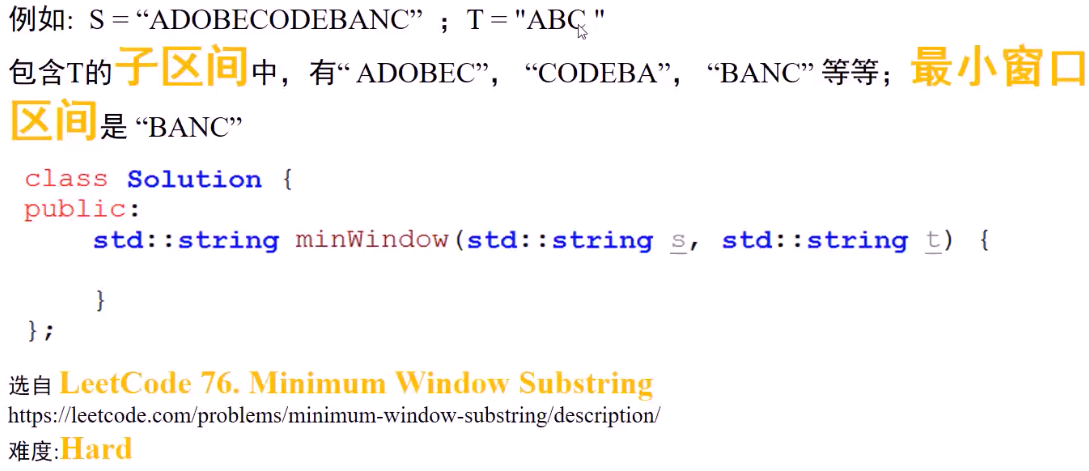 例如: S = “ADOBECODEBANC” ；T = "ABC "
包含T的子区间中，有“ ADOBEC”， “CODEBA”， “BANC” 等等；最小窗口
区间是 “BANC”
class Solution {
public:
    std::string minWindow(std::string s, std::string t) {
    }
};
选自 LeetCode 76. Minimum Window Substring
https://leetcode.com/problems/minimum-window-substring/description/
难度:Hard